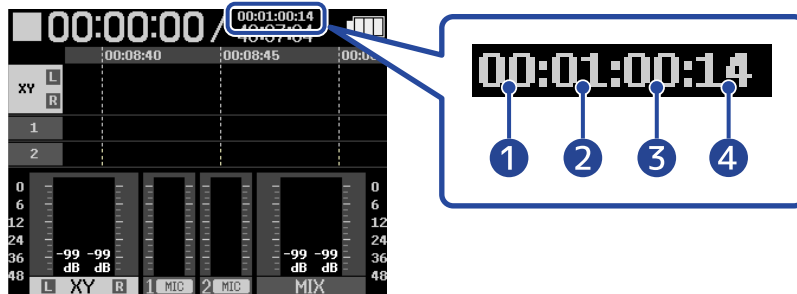 00:00:00 / 00:01:00:14
00:08:40 00:08:45
XY L
R
1
2
0 0
6 6
12 12
24 24
36 -99 -99 -99 -99 36
dB dB dB dB
48 48
L XY R 1 MIC 2 MIC MIX
00:01:00:14
1 2 3 4